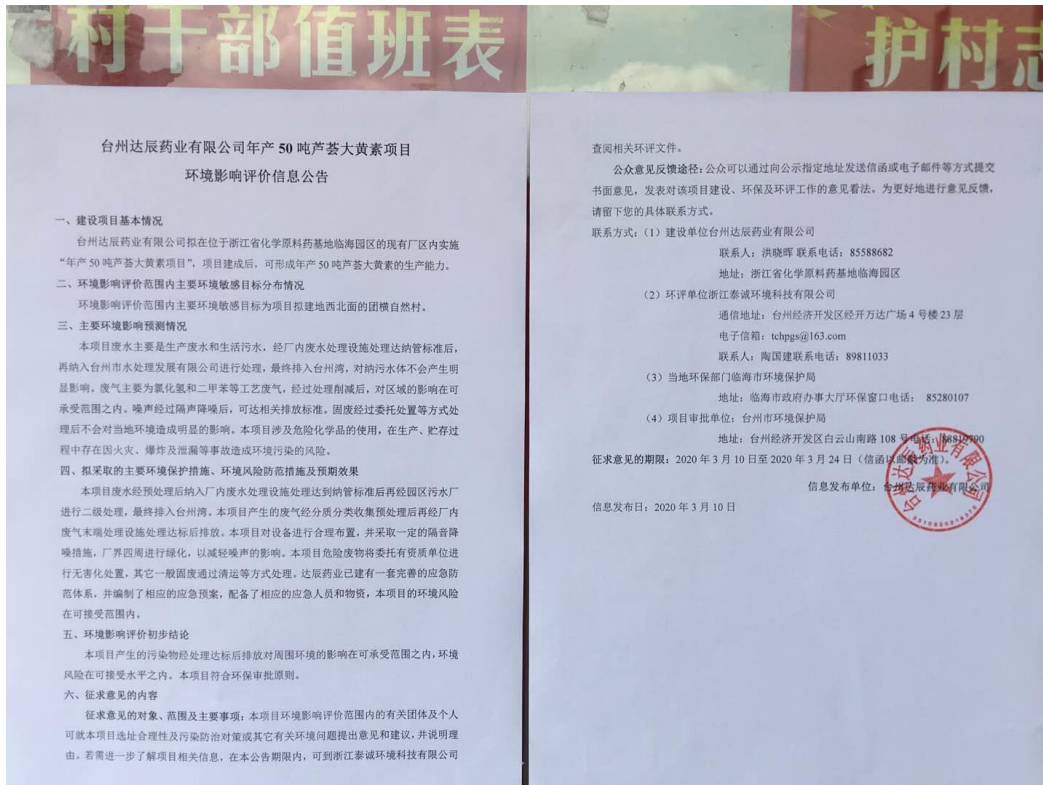 村干部值班表
台州达辰药业有限公司年产 50 吨芦荟大黄素项目
环境影响评价信息公告
一、建设项目基本情况
台州达辰药业有限公司拟在位于浙江省化学原料药基地临海园区的现有厂区内实施
“年产 50 吨芦荟大黄素项目”，项目建成后，可形成年产 50 吨芦荟大黄素的生产能力。
二、环境影响评价范围内主要环境敏感目标分布情况
环境影响评价范围内主要环境敏感目标为项目拟建地西北面的团横自然村。
三、主要环境影响预测情况
本项目废水主要是生产废水和生活污水，经厂内废水处理设施处理达纳管标准后，
再纳入台州市水处理发展有限公司进行处理，最终排入台州湾，对纳污水体不会产生明
显影响。废气主要为氯化氢和二甲苯等工艺废气，经过处理削减后，对区域的影响在可
承受范围之内。噪声经过隔声降噪后，可达相关排放标准。固废经过委托处置等方式处
理后不会对当地环境造成明显的影响。本项目涉及危险化学品的使用，在生产、贮存过
程中存在因火灾、爆炸及泄漏等事故造成环境污染的风险。
四、拟采取的主要环境保护措施、环境风险防范措施及预期效果
本项目废水经预处理后纳入厂内废水处理设施处理达到纳管标准后再经园区污水厂
进行二级处理，最终排入台州湾。本项目产生的废气经分质分类收集预处理后再经厂内
废气末端处理设施处理达标后排放。本项目对设备进行合理布置，并采取一定的隔音降
噪措施，厂界四周进行绿化，以减轻噪声的影响。本项目危险废物将委托有资质单位进
行无害化处置，其它一般固废通过清运等方式处理。达辰药业已建有一套完善的应急防
范体系，并编制了相应的应急预案，配备了相应的应急人员和物资，本项目的环境风险
在可接受范围内。
五、环境影响评价初步结论
本项目产生的污染物经处理达标后排放对周围环境的影响在可承受范围之内，环境
风险在可接受水平之内。本项目符合环保审批原则。
六、征求意见的内容
征求意见的对象、范围及主要事项：本项目环境影响评价范围内的有关团体及个人
可就本项目选址合理性及污染防治对策或其它有关环境问题提出意见和建议，并说明理
由。若需进一步了解项目相关信息，在本公告期限内，可到浙江泰诚环境科技有限公司
护村志
查阅相关环评文件。
公众意见反馈途径：公众可以通过向公示指定地址发送信函或电子邮件等方式提交
书面意见，发表对该项目建设、环保及环评工作的意见看法。为更好地进行意见反馈，
请留下您的具体联系方式。
联系方式：（1）建设单位台州达辰药业有限公司
联系人：洪晓晖 联系电话：85588682
地址：浙江省化学原料药基地临海园区
（2）环评单位浙江泰诚环境科技有限公司
通信地址：台州经济开发区经开万达广场 4 号楼 23 层
电子信箱：tchpgs@163.com
联系人：陶国建联系电话：89811033
（3）当地环保部门临海市环境保护局
地址：临海市政府办事大厅环保窗口电话： 85280107
（4）项目审批单位：台州市环境保护局
地址：台州经济开发区白云山南路 108 号电话：88819790
征求意见的期限：2020 年 3 月 10 日至 2020 年 3 月 24 日（信函以邮戳为准）。
信息发布单位：台州达辰药业有限公司
信息发布日：2020 年 3 月 10 日
台州达辰药业有限公司